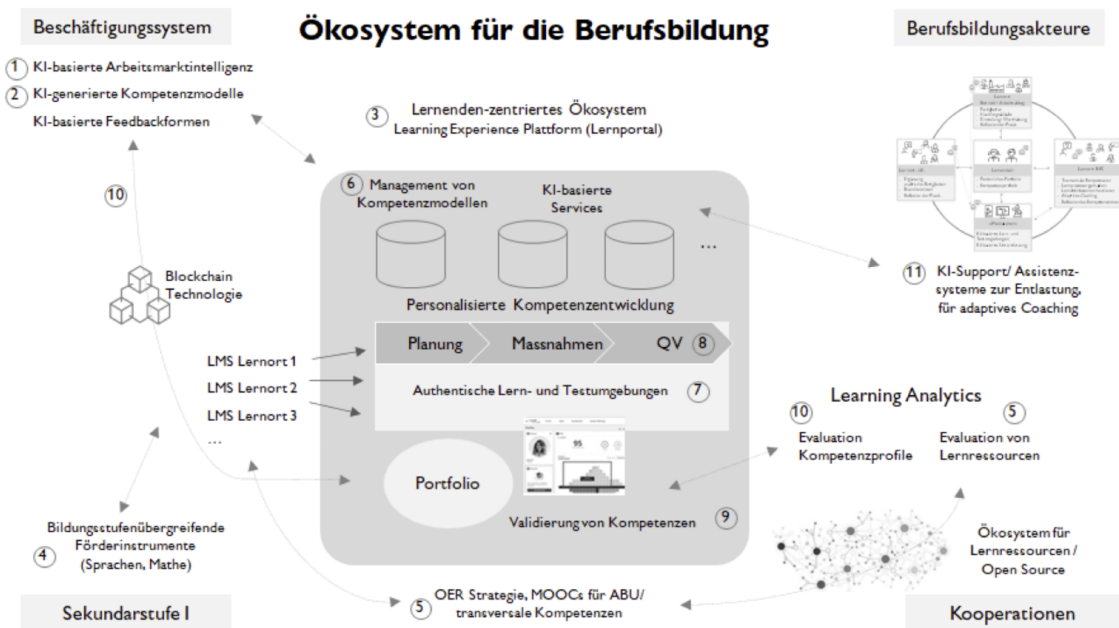 Beschäftigungssystem
Ökosystem für die Berufsbildung
Berufsbildungsakteure
1 KI-basierte Arbeitsmarktintelligenz
2 KI-generierte Kompetenzmodelle
KI-basierte Feedbackformen
3 Lernenden-zentriertes Ökosystem
Learning Experience Plattform (Lernportal)
10
6 Management von
Kompetenzmodellen
KI-basierte
Services
...
Blockchain
Technologie
11 KI-Support/ Assistenz-
systeme zur Entlastung,
für adaptives Coaching
Personalisierte Kompetenzentwicklung
Planung
Massnahmen
QV 8
LMS Lernort 1
LMS Lernort 2
LMS Lernort 3
...
Authentische Lern- und Testumgebungen 7
Learning Analytics
10
Evaluation
Kompetenzprofile
5
Evaluation von
Lernressourcen
95
Portfolio
Validierung von Kompetenzen 9
Bildungsstufenübergreifende
4 Förderinstrumente
(Sprachen, Mathe)
Ökosystem für
Lernressourcen /
Open Source
5 OER Strategie, MOOCs für ABU/
transversale Kompetenzen
Sekundarstufe I
Kooperationen